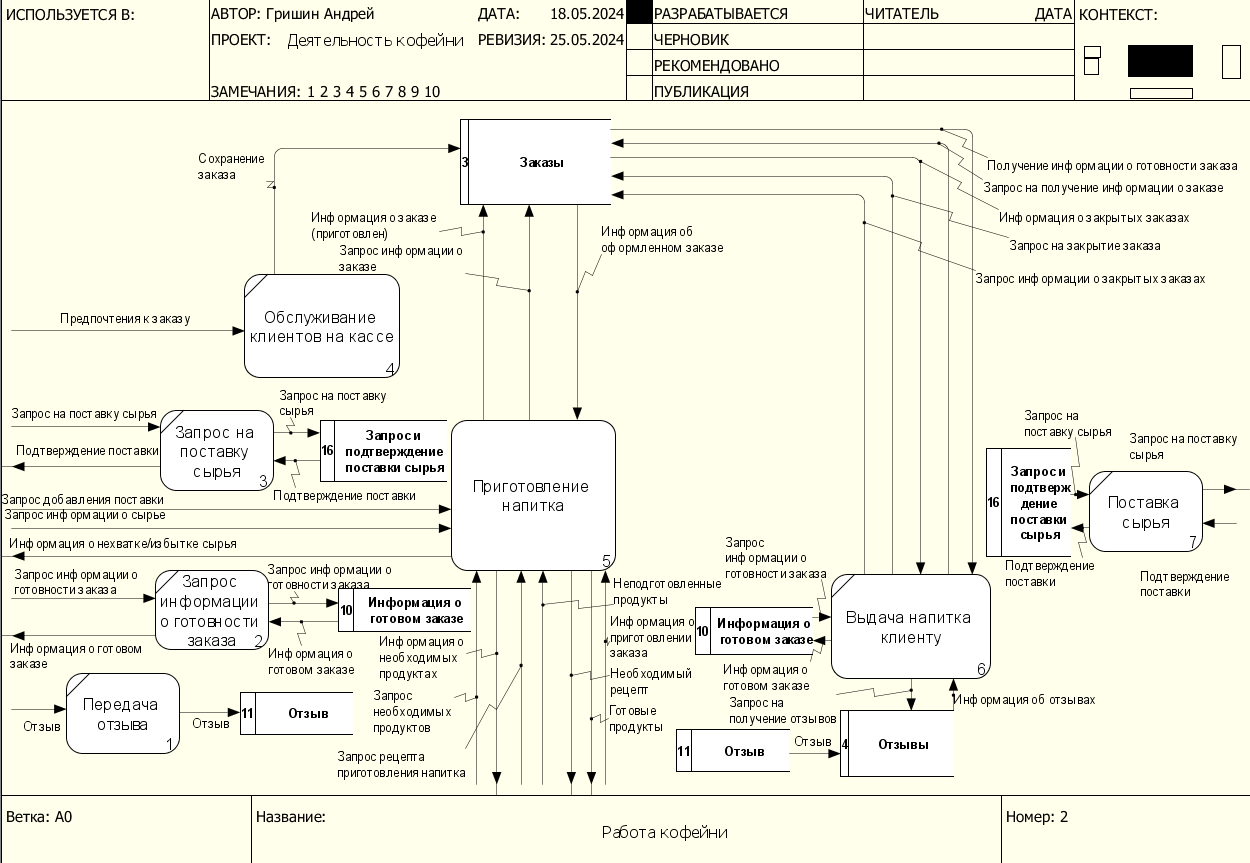 ИСПОЛЬЗУЕТСЯ В:
АВТОР: Гришин Андрей
ДАТА: 18.05.2024
РАЗРАБАТЫВАЕТСЯ
ЧИТАТЕЛЬ
ДАТА
КОНТЕКСТ:
ПРОЕКТ: Деятельность кофейни
РЕВИЗИЯ: 25.05.2024
ЧЕРНОВИК
РЕКОМЕНДОВАНО
ЗАМЕЧАНИЯ: 1 2 3 4 5 6 7 8 9 10
ПУБЛИКАЦИЯ
Сохранение
заказа
3
Заказы
Получение информации о готовности заказа
Запрос на получение информации о заказе
Информация о закрытых заказах
Запрос на закрытие заказа
Запрос информации о закрытых заказах
Информация о заказе
(приготовлен)
Запрос информации о
заказе
Информация об
оформленном заказе
Предпочтения к заказу
Обслуживание
клиентов на кассе
4
Запрос на поставку сырья
Подтверждение поставки
Запрос на
поставку
сырья
3
Запрос на поставку
сырья
16
Запрос и
подтверждение
поставки сырья
Подтверждение поставки
Приготовление
напитка
5
Запрос добавления поставки
Запрос информации о сырье
Информация о нехватке/избытке сырья
Запрос на
поставку сырья
16
Запрос и
подтверж
дение
поставки
сырья
Поставка
сырья
7
Запрос на поставку
сырья
Подтверждение
поставки
Подтверждение
поставки
Запрос информации о
готовности заказа
Запрос
информации
о готовности
заказа
2
Запрос информации о
готовности заказа
10
Информация о
готовом заказе
Информация о готовом
заказе
Информация о
готовом заказе
Информация о
необходимых
продуктах
Неподготовленные
продукты
Информация о
приготовлении
заказа
Необходимый
рецепт
Готовые
продукты
Запрос
необходимых
продуктов
Запрос рецепта
приготовления напитка
Запрос
информации о
готовности заказа
10
Информация о
готовом заказе
Информация о
готовом заказе
Выдача напитка
клиенту
6
Запрос на
получение отзывов
Информация об отзывах
Отзыв
Передача
отзыва
1
Отзыв
11
Отзыв
11
Отзыв
Отзыв
4
Отзывы
Ветка: A0
Название:
Работа кофейни
Номер: 2